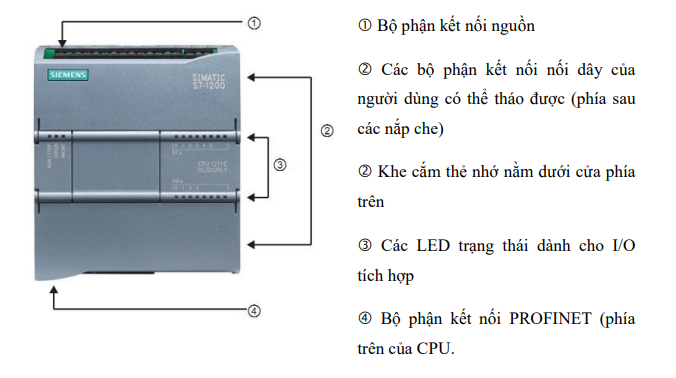 ①
① Bộ phận kết nối nguồn
SIEMENS
SIMATIC
S7-1200
② Các bộ phận kết nối nối dây của
người dùng có thể tháo được (phía sau
các nắp che)
②
② Khe cắm thẻ nhớ nằm dưới cửa phía
trên
③
CPU 1211C
DC/DC/RLY
③ Các LED trạng thái dành cho I/O
tích hợp
④
④ Bộ phận kết nối PROFINET (phía
trên của CPU.